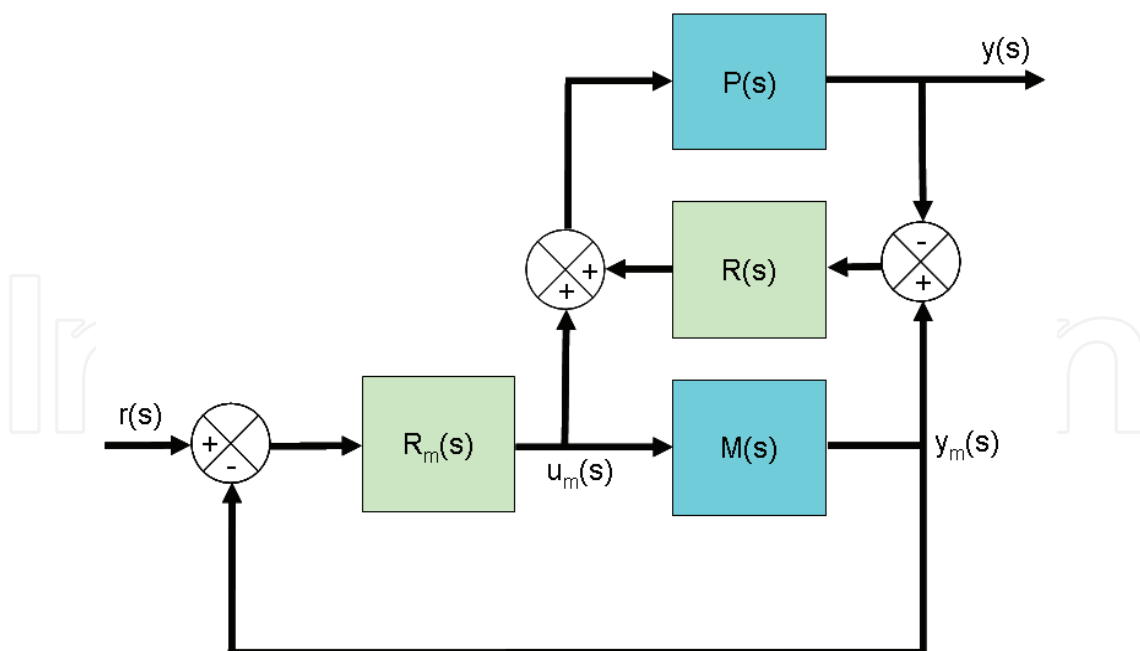 y(s)
P(s)
-
R(s)
+
+
+
r(s)
+
-
R_m(s)
u_m(s)
M(s)
y_m(s)